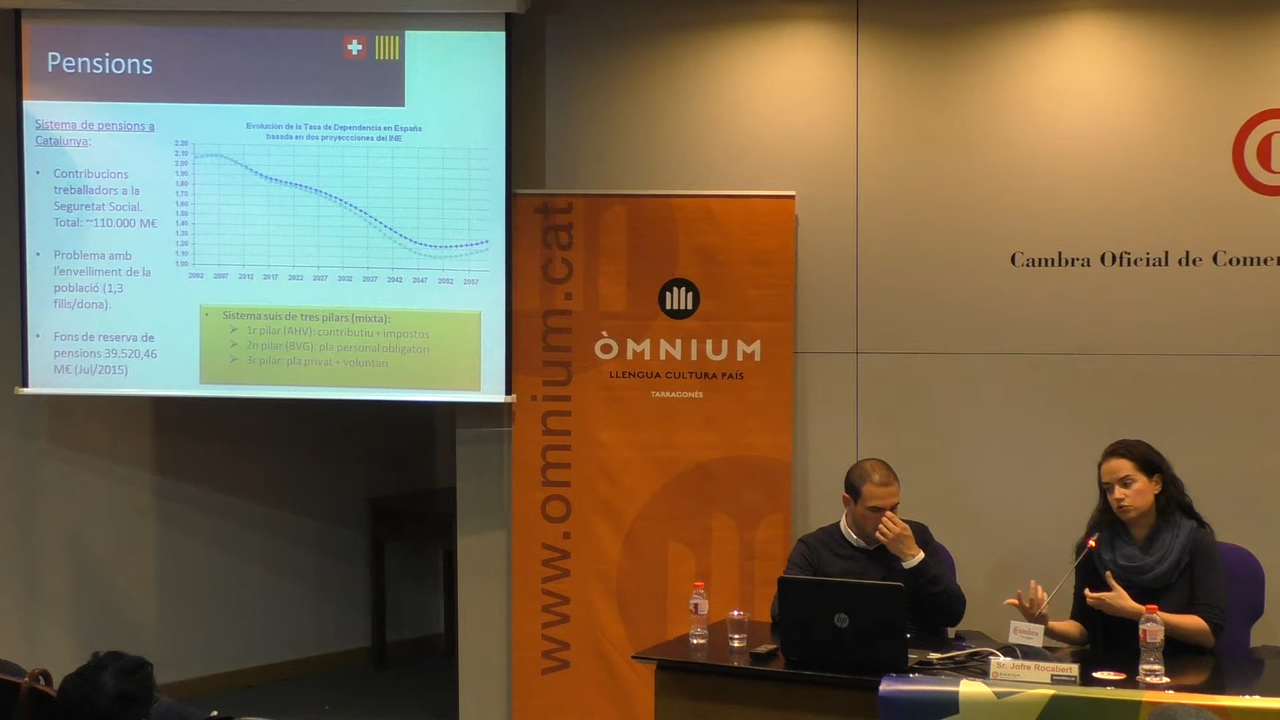 Pensions
Sistema de pensions a
Catalunya:
• Contribucions
treballadors a la
Seguretat Social.
Total: ~110.000 M€
• Problema amb
l'envelliment de la
població (1,3
fills/dona).
• Fons de reserva de
pensions 39.520,46
M€ (Jul/2015)
Evolucion de la Tasa de Dependencia en España
basada en dos proyeccciones del INE
2,20
2,10
2,00
1,90
1,80
1,70
1,60
1,50
1,40
1,30
1,20
1,10
1,00
2002 2007 2012 2017 2022 2027 2032 2037 2042 2047 2052 2057
• Sistema suis de tres pilars (mixta):
➢ 1r pilar (AHV): contributiu + impostos
➢ 2n pilar (BVG): pla personal obligatori
➢ 3r pilar: pla privat + voluntari
www.omnium.cat
ÒMNIUM
LLENGUA CULTURA PAÍS
TARRAGONÈS
Cambra Oficial de Comer
hp
Cambra
Sr. Jofre Rocabert